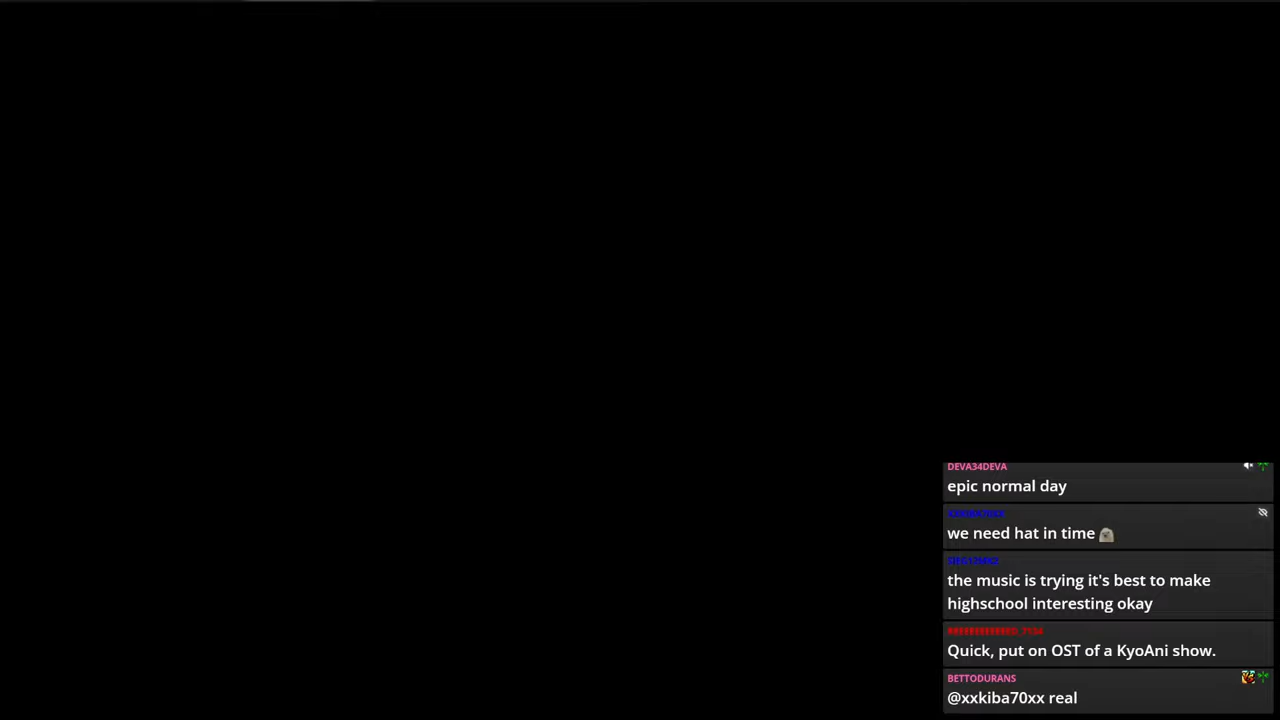 DEVA34DEVA
epic normal day
we need hat in time
the music is trying it's best to make
highschool interesting okay
Quick, put on OST of a KyoAni show.
BETTODURANS
@xxkiba70xx real